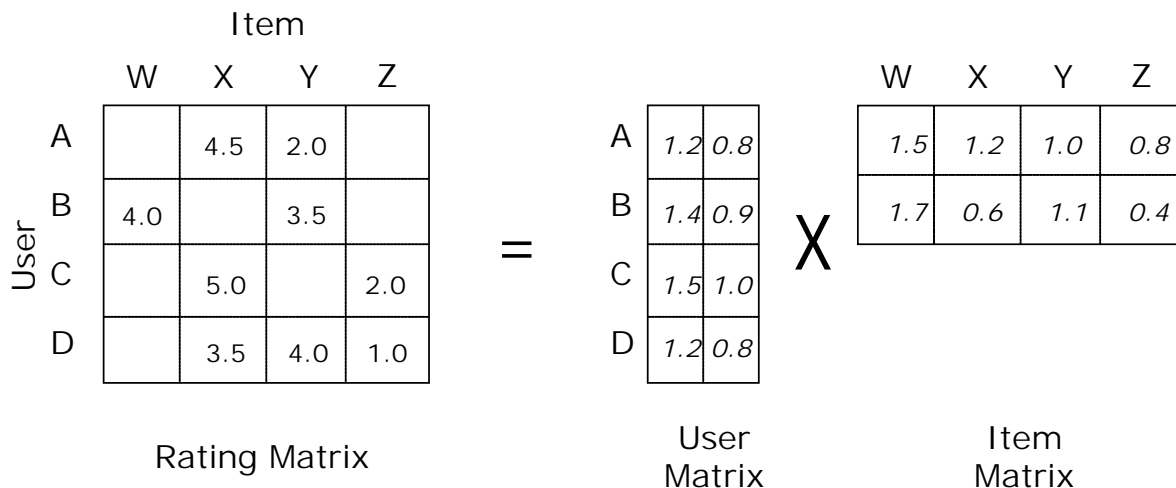 Item
W X Y Z W X Y Z
A 4.5 2.0 A 1.2 0.8 1.5 1.2 1.0 0.8
B 4.0 3.5 B 1.4 0.9 1.7 0.6 1.1 0.4
User
= X
C 5.0 2.0 C 1.5 1.0
D 3.5 4.0 1.0 D 1.2 0.8
Rating Matrix
User
Matrix
Item
Matrix